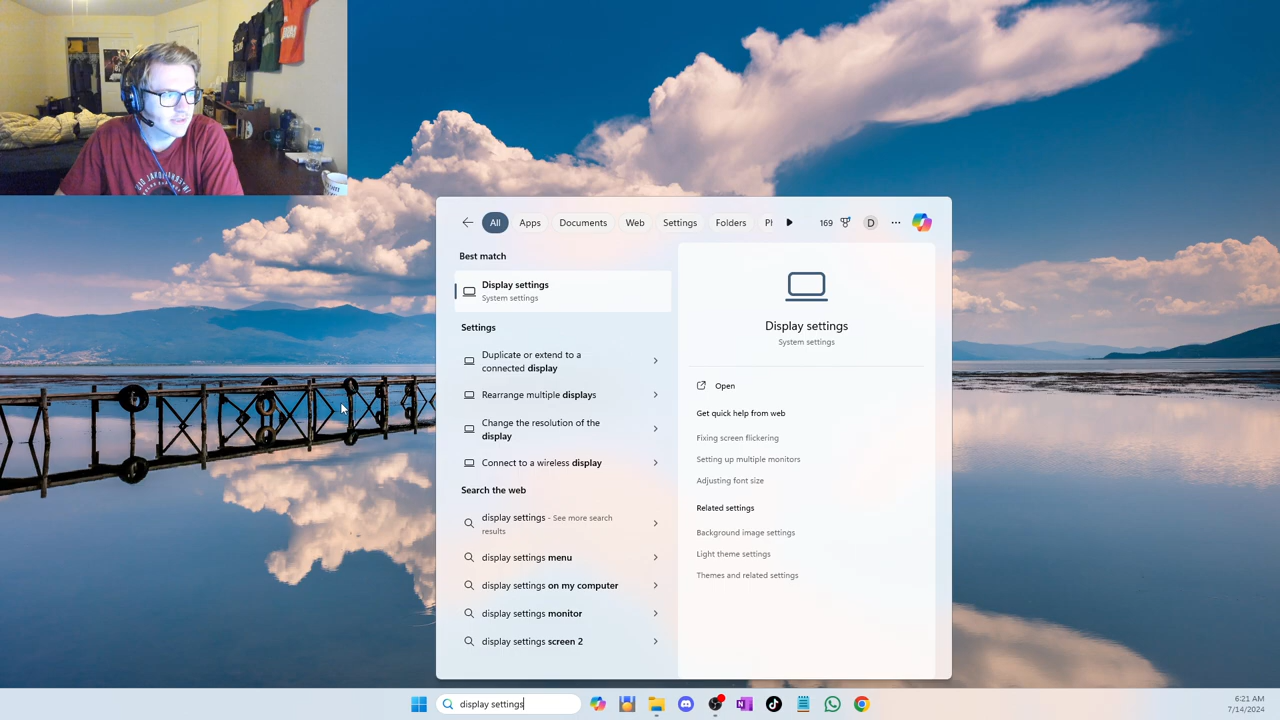 All Apps Documents Web Settings Folders Pl 169 D
Best match
Display settings
System settings
Settings
Duplicate or extend to a
connected display
Rearrange multiple displays
Change the resolution of the
display
Connect to a wireless display
Search the web
display settings - See more search
results
display settings menu
display settings on my computer
display settings monitor
display settings screen 2
Display settings
System settings
Open
Get quick help from web
Fixing screen flickering
Setting up multiple monitors
Adjusting font size
Related settings
Background image settings
Light theme settings
Themes and related settings
display settings
6:21 AM
7/14/2024